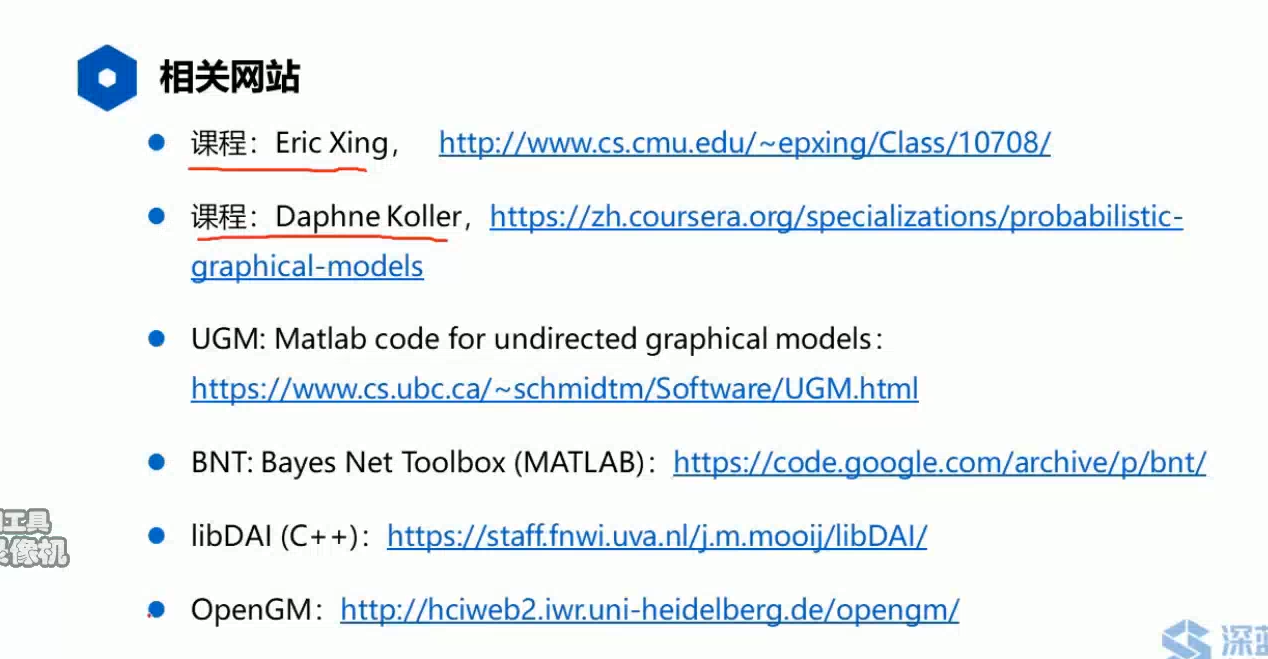 相关网站
课程：Eric Xing， http://www.cs.cmu.edu/~epxing/Class/10708/
课程：Daphne Koller，https://zh.coursera.org/specializations/probabilistic-
graphical-models
UGM: Matlab code for undirected graphical models：
https://www.cs.ubc.ca/~schmidtm/Software/UGM.html
BNT: Bayes Net Toolbox (MATLAB)：https://code.google.com/archive/p/bnt/
工具
像机
libDAI (C++)：https://staff.fnwi.uva.nl/j.m.mooij/libDAI/
OpenGM：http://hciweb2.iwr.uni-heidelberg.de/opengm/
深